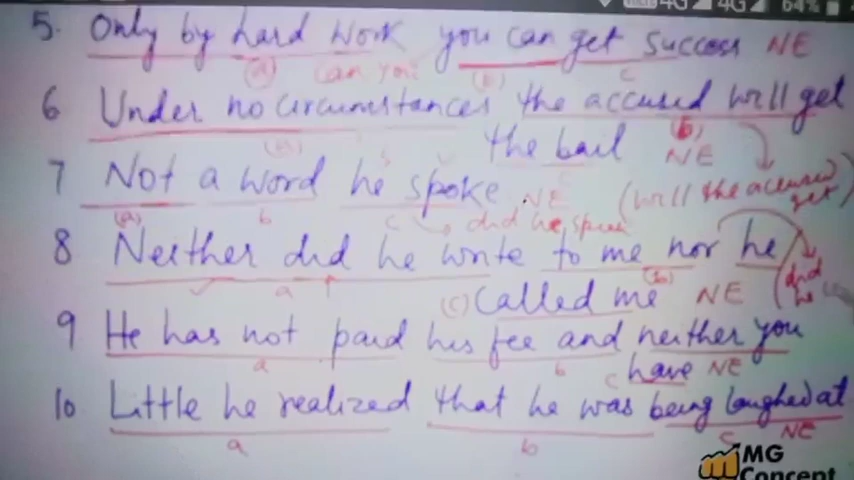 4G 4G 64%
5. Only by hard work you can get success NE
(a) can you (b) c
6 Under no circumstances the accused will get
(a) (b)
the bail NE
7 Not a word he spoke NE (will the accused get)
(a) b c did he speak
8 Neither did he write to me nor he
a (b) (did he
(c) called me NE
9 He has not paid his fee and neither you
a b c have NE
10 Little he realized that he was being laughed at
a b c NE
MG
Concept